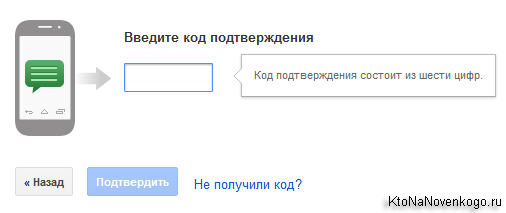 Введите код подтверждения
Код подтверждения состоит из шести цифр.
« Назад
Подтвердить
Не получили код?
KtoNaNovenkogo.ru